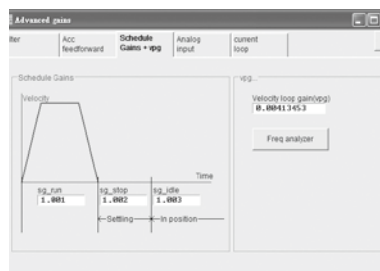 Advanced gains
lter
Acc. feedforward
Schedule Gains + vpg
Analog input
current loop
Schedule Gains
Velocity
Time
sg_run
sg_stop
sg_idle
1.001
1.002
1.003
Settling
In position
vpg...
Velocity loop gain(vpg)
0.00413453
Freq analyzer